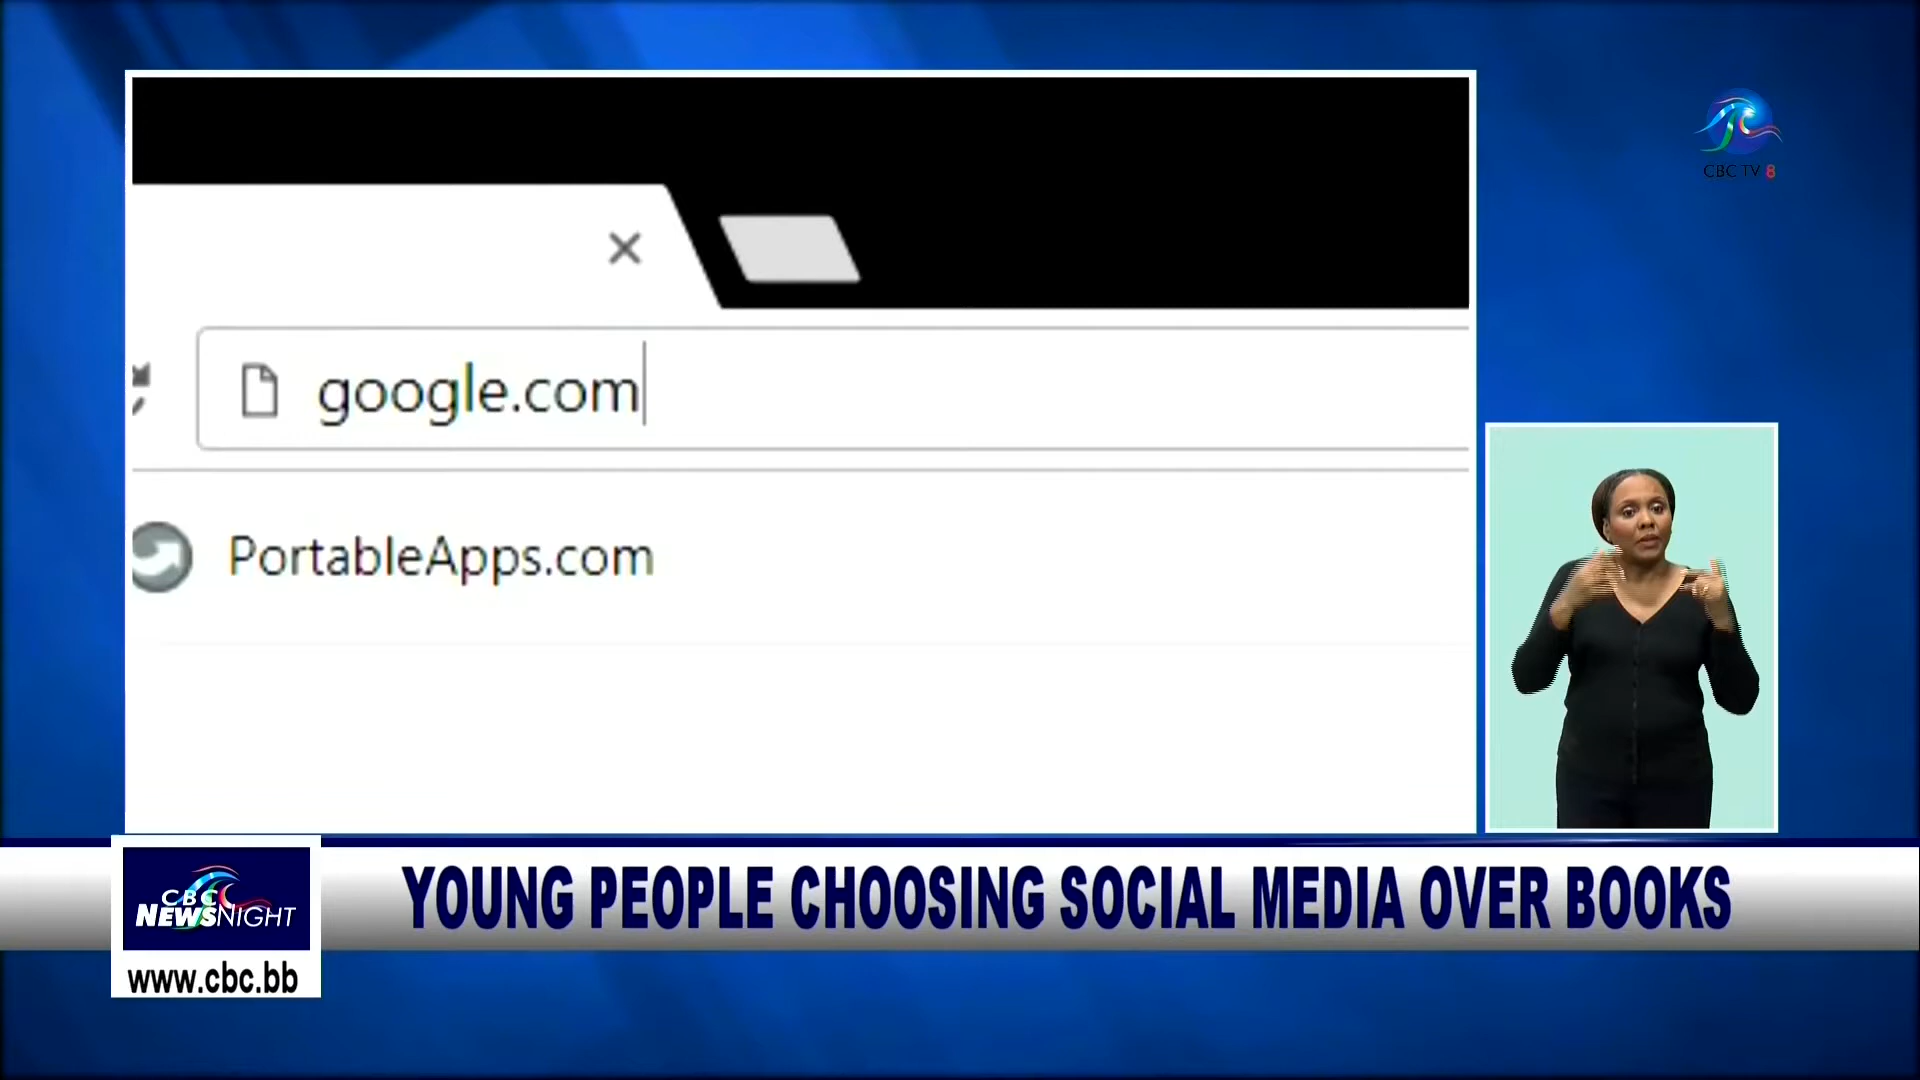 CBC TV 8
google.com
PortableApps.com
YOUNG PEOPLE CHOOSING SOCIAL MEDIA OVER BOOKS
CBC
NEWSNIGHT
www.cbc.bb